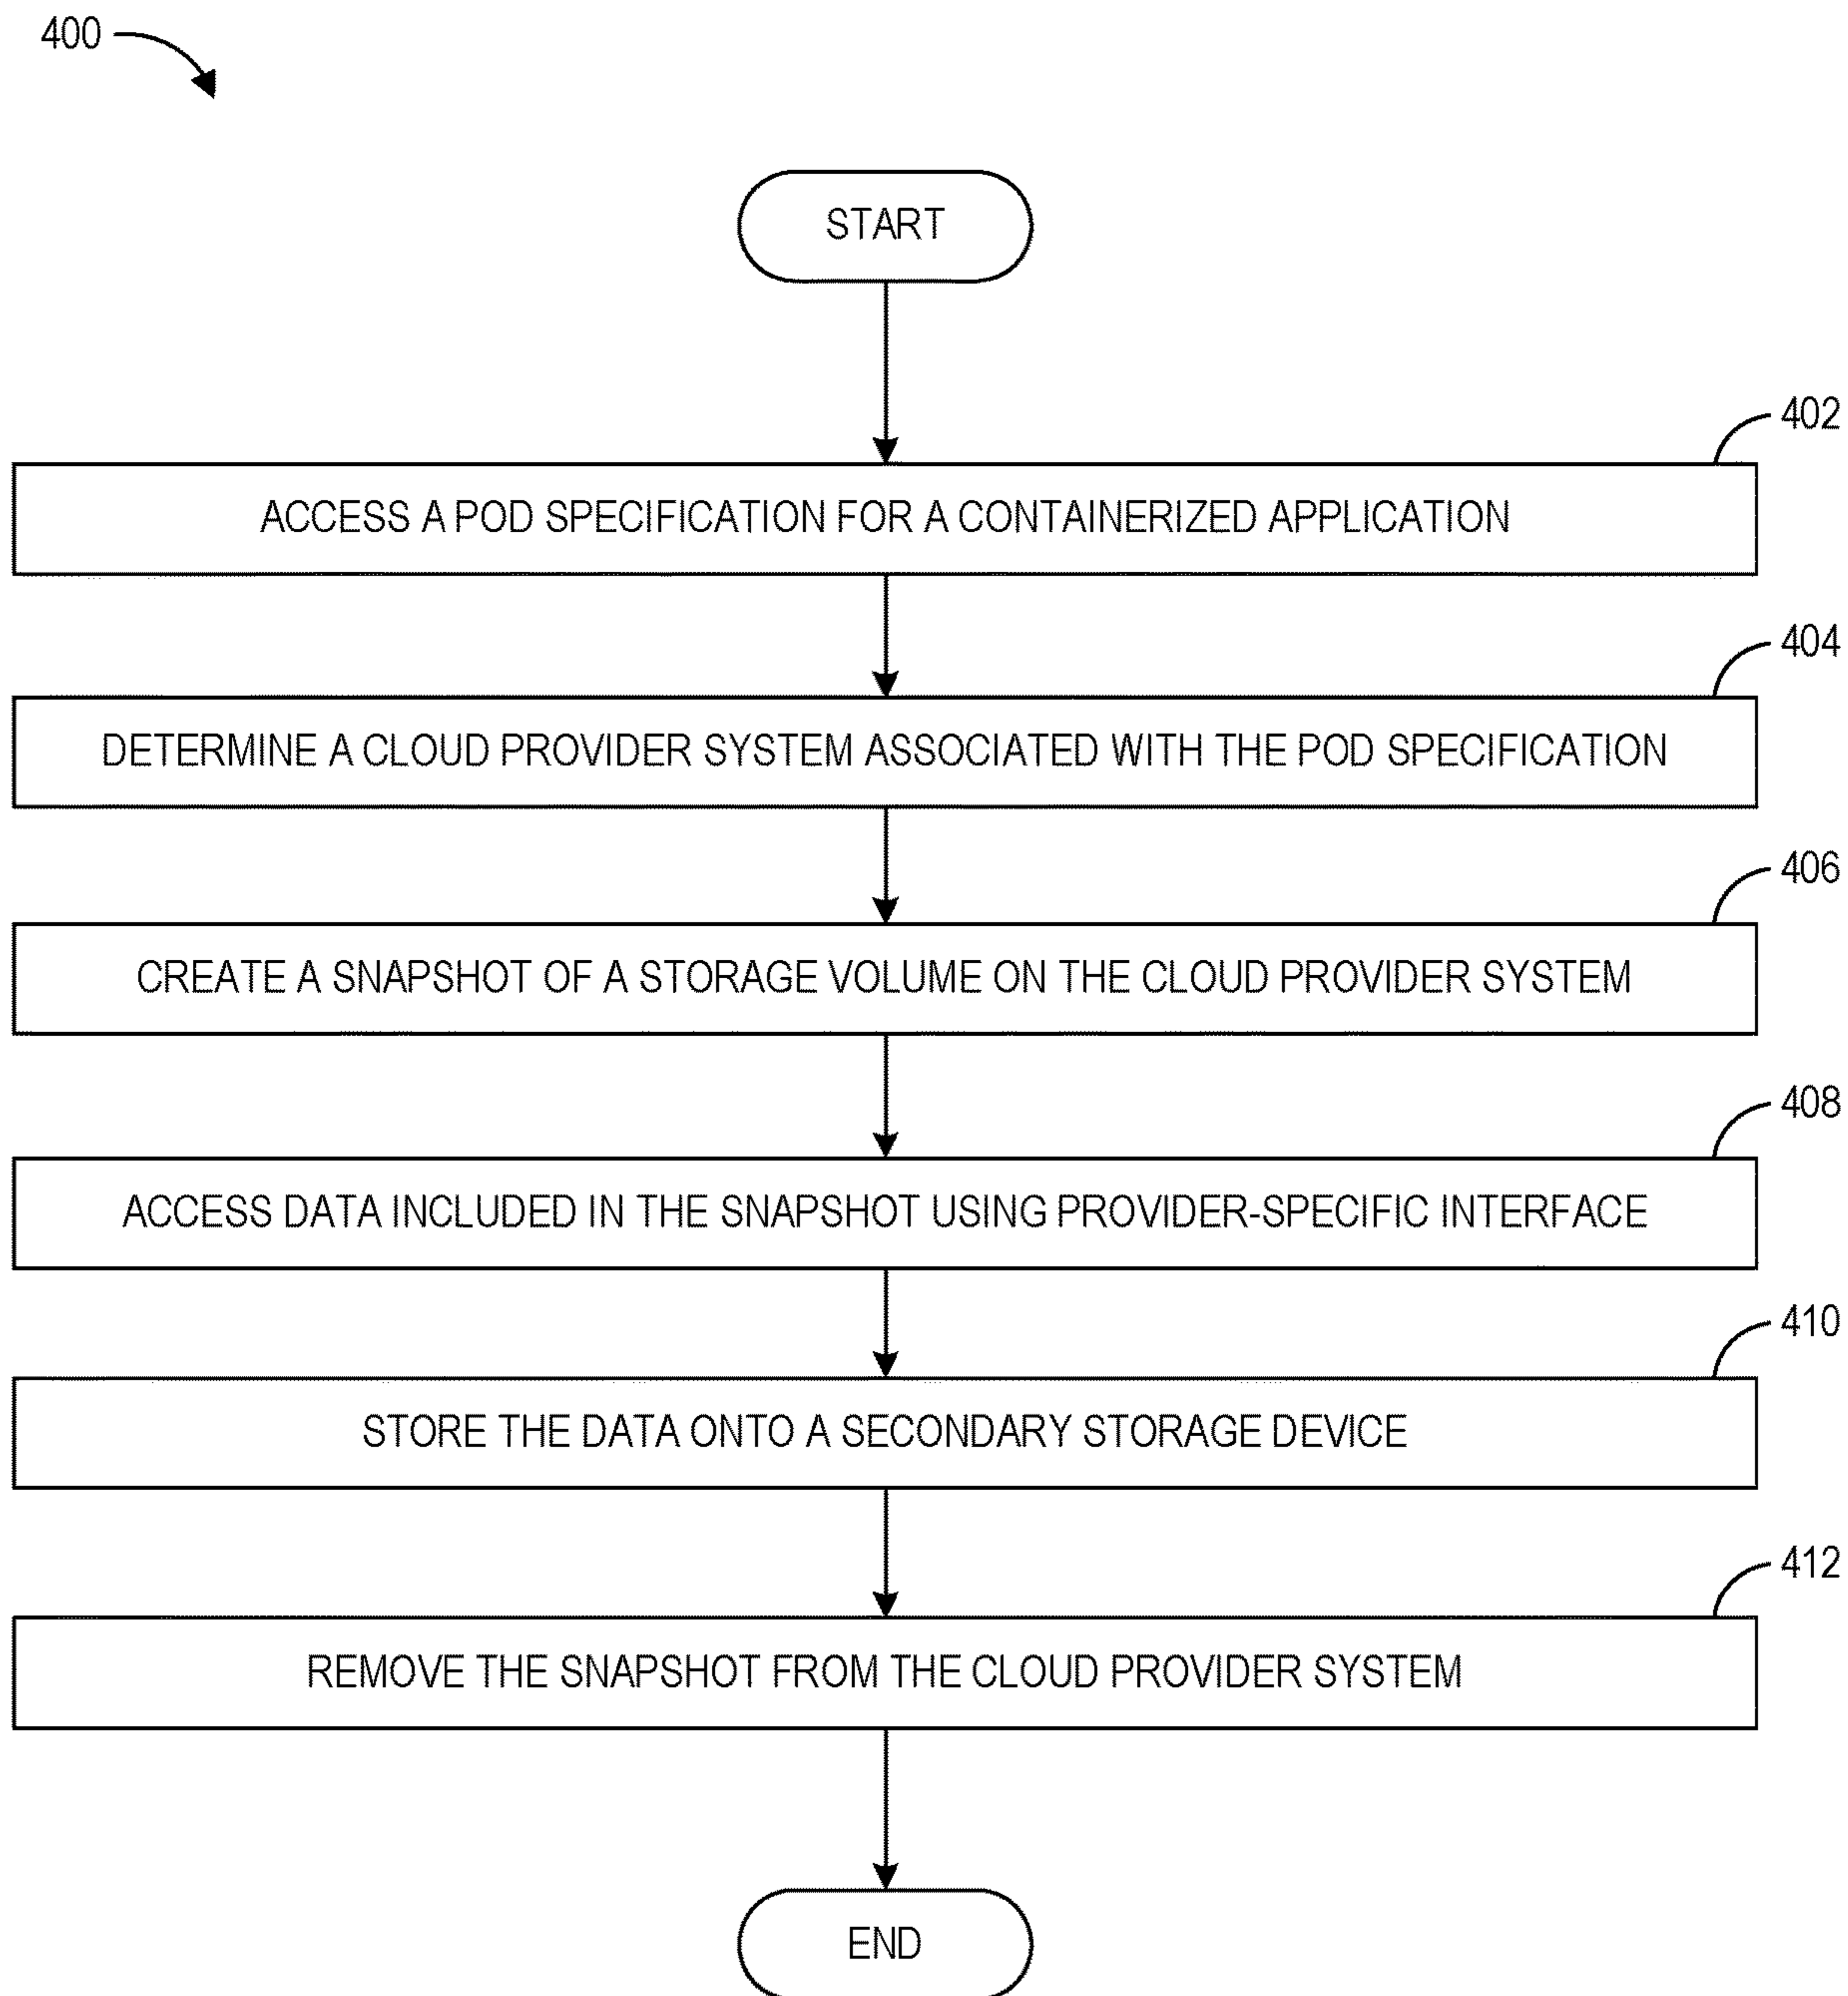 400
START
402
ACCESS A POD SPECIFICATION FOR A CONTAINERIZED APPLICATION
404
DETERMINE A CLOUD PROVIDER SYSTEM ASSOCIATED WITH THE POD SPECIFICATION
406
CREATE A SNAPSHOT OF A STORAGE VOLUME ON THE CLOUD PROVIDER SYSTEM
408
ACCESS DATA INCLUDED IN THE SNAPSHOT USING PROVIDER-SPECIFIC INTERFACE
410
STORE THE DATA ONTO A SECONDARY STORAGE DEVICE
412
REMOVE THE SNAPSHOT FROM THE CLOUD PROVIDER SYSTEM
END